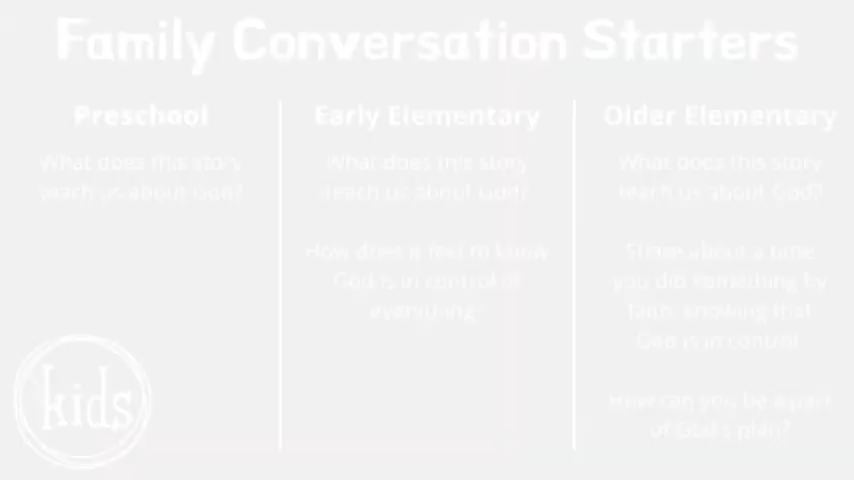 Family Conversation Starters
Preschool
What does this story
teach us about God?
Early Elementary
What does this story
teach us about God?
How does it feel to know
God is in control of
everything?
Older Elementary
What does this story
teach us about God?
Share about a time
you did something by
faith, knowing that
God is in control.
How can you be a part
of God's plan?
kids